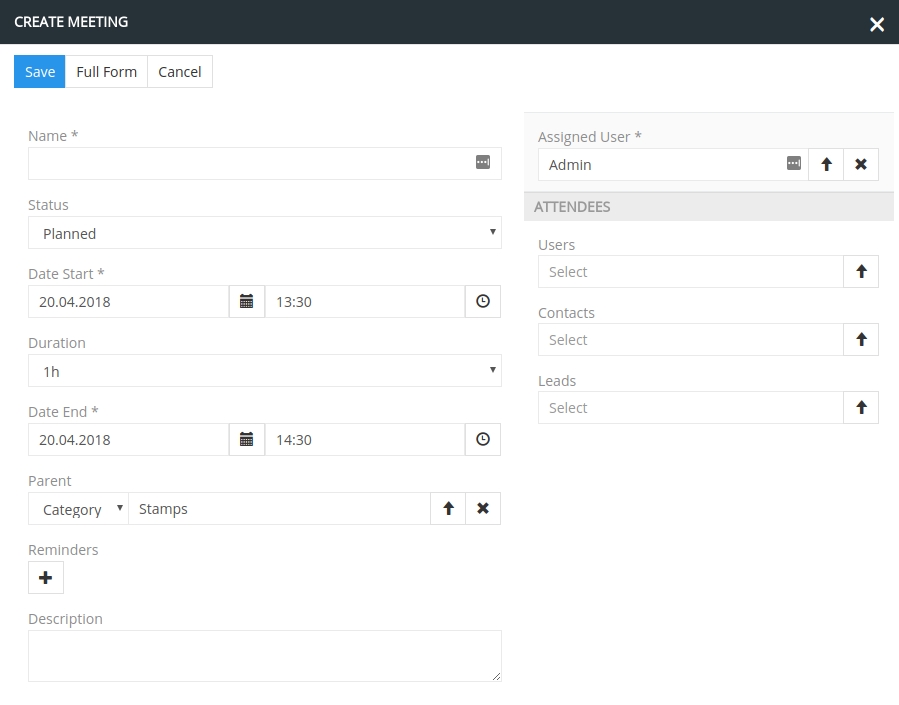 CREATE MEETING
Save Full Form Cancel
Name *
Status
Planned
Date Start *
20.04.2018 13:30
Duration
1h
Date End *
20.04.2018 14:30
Parent
Category Stamps
Reminders
Description
Assigned User *
Admin
ATTENDEES
Users
Select
Contacts
Select
Leads
Select